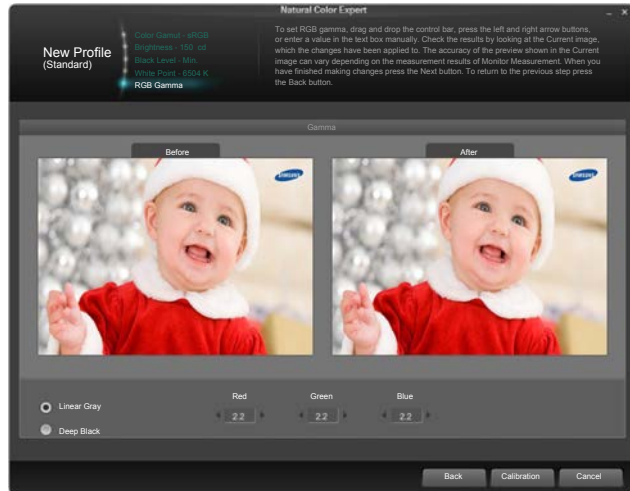 Natural Color Expert
New Profile
(Standard)
Color Gamut - sRGB
Brightness - 150 cd
Black Level - Min.
White Point - 6504 K
RGB Gamma
To set RGB gamma, drag and drop the control bar, press the left and right arrow buttons,
or enter a value in the text box manually. Check the results by looking at the Current image,
which the changes have been applied to. The accuracy of the preview shown in the Current
image can vary depending on the measurement results of Monitor Measurement. When you
have finished making changes press the Next button. To return to the previous step press
the Back button.
Gamma
Before
After
SAMSUNG
SAMSUNG
Red
Green
Blue
Linear Gray
2.2
2.2
2.2
Deep Black
Back
Calibration
Cancel